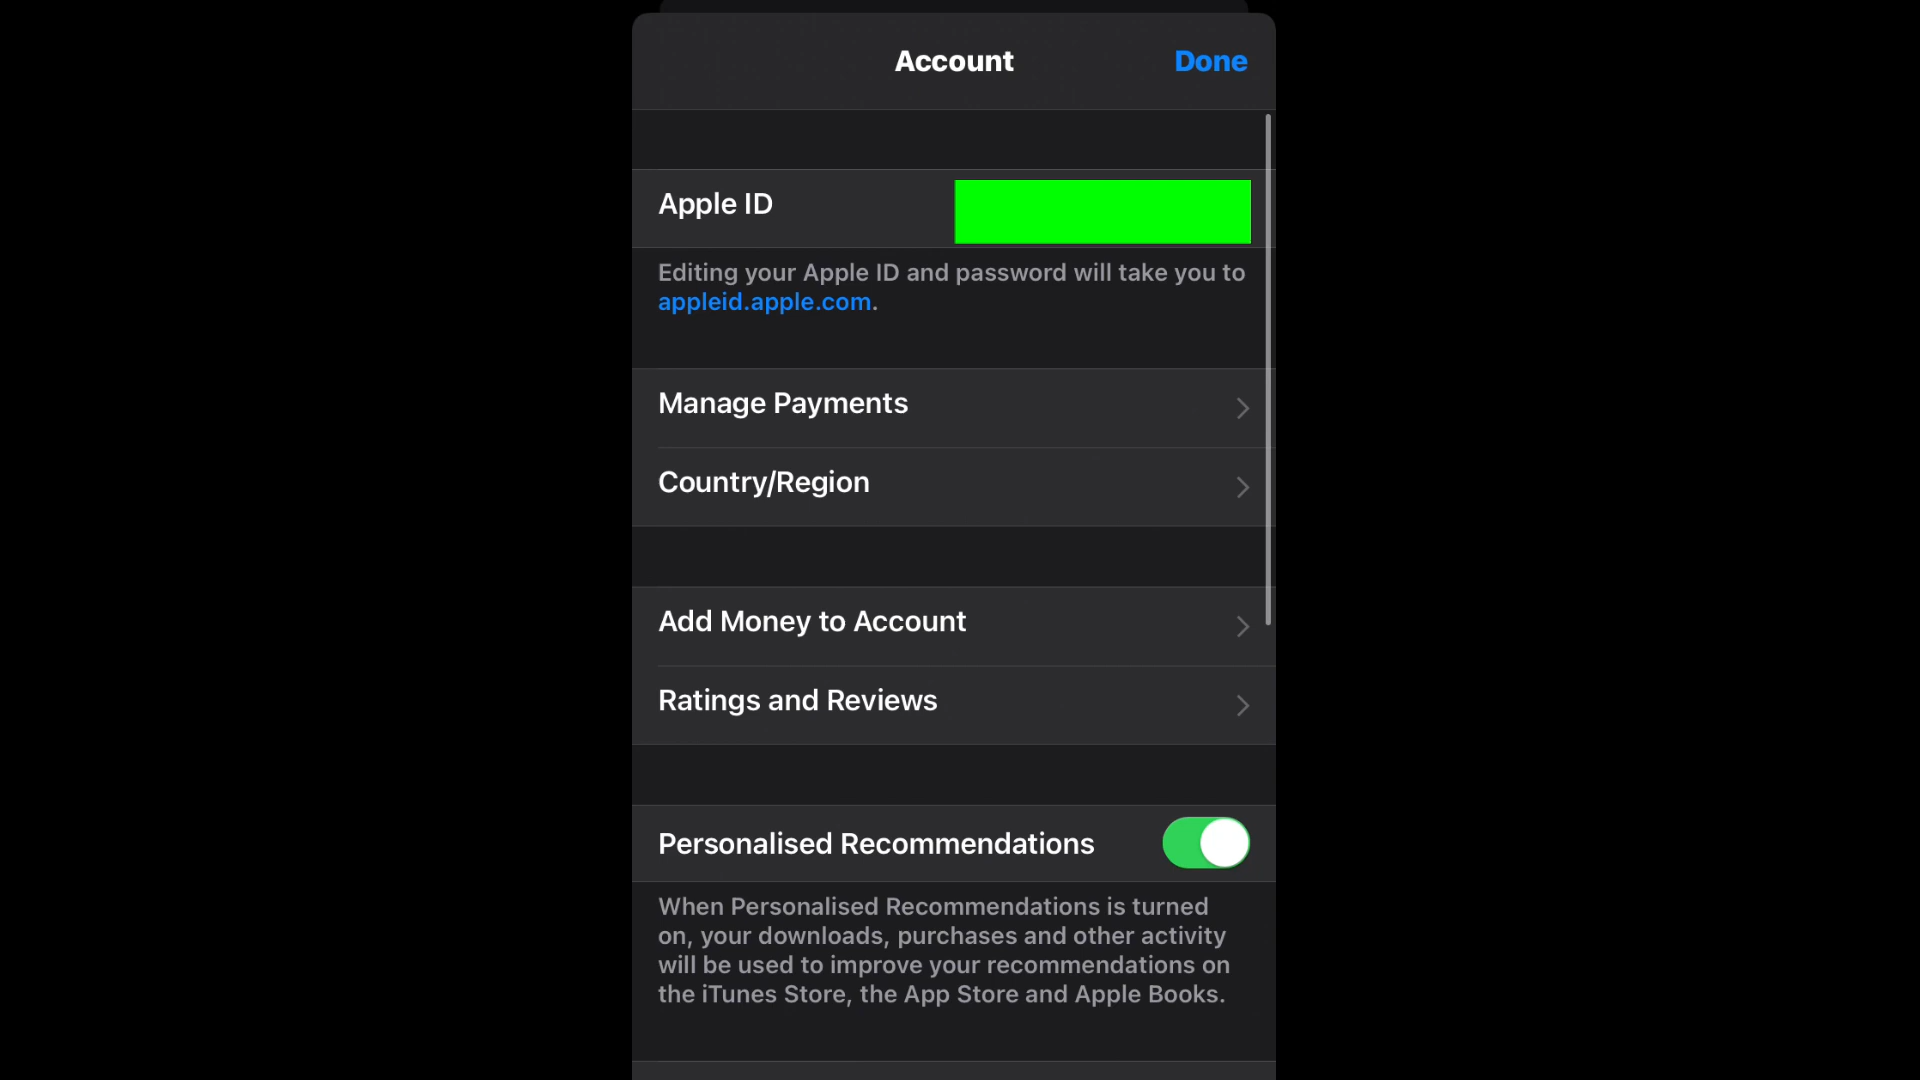 Account
Done
Apple ID
Editing your Apple ID and password will take you to
appleid.apple.com.
Manage Payments
Country/Region
Add Money to Account
Ratings and Reviews
Personalised Recommendations
When Personalised Recommendations is turned
on, your downloads, purchases and other activity
will be used to improve your recommendations on
the iTunes Store, the App Store and Apple Books.